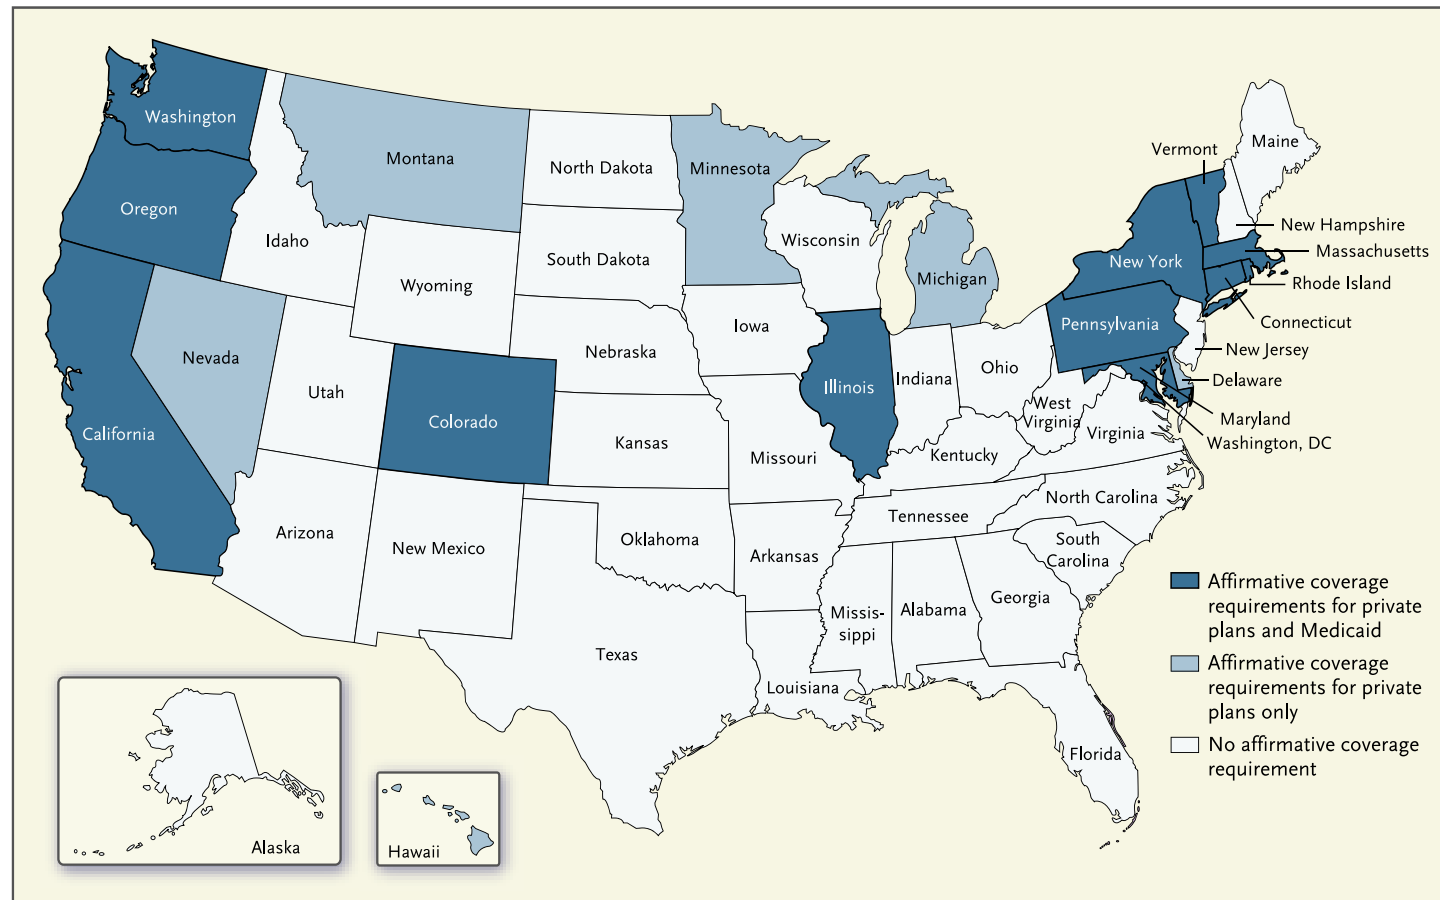 Washington
Montana
North Dakota
Minnesota
Vermont
Maine
Oregon
Idaho
Wyoming
South Dakota
Wisconsin
Michigan
New York
New Hampshire
Massachusetts
Rhode Island
Connecticut
New Jersey
Delaware
Maryland
Washington, DC
Nevada
Utah
Nebraska
Iowa
Illinois
Indiana
Ohio
Pennsylvania
California
Colorado
Kansas
Missouri
Kentucky
West
Virginia
Virginia
Arizona
New Mexico
Oklahoma
Arkansas
Tennessee
North Carolina
South
Carolina
Texas
Louisiana
Missis-
sippi
Alabama
Georgia
Florida
Alaska
Hawaii
Affirmative coverage
requirements for private
plans and Medicaid
Affirmative coverage
requirements for private
plans only
No affirmative coverage
requirement